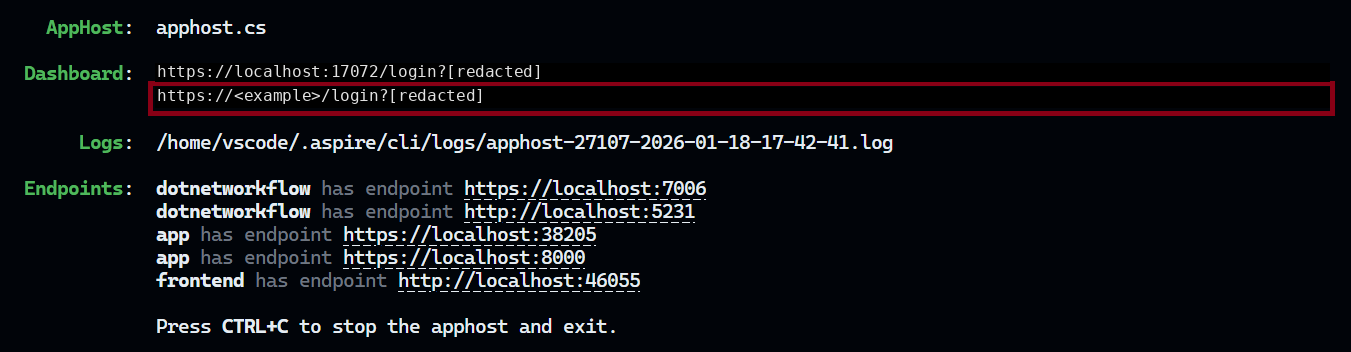 AppHost: apphost.cs
Dashboard: https://localhost:17072/login?[redacted]
https://<example>/login?[redacted]
Logs: /home/vscode/.aspire/cli/logs/apphost-27107-2026-01-18-17-42-41.log
Endpoints: dotnetworkflow has endpoint https://localhost:7006
dotnetworkflow has endpoint http://localhost:5231
app has endpoint https://localhost:38205
app has endpoint https://localhost:8000
frontend has endpoint http://localhost:46055
Press CTRL+C to stop the apphost and exit.